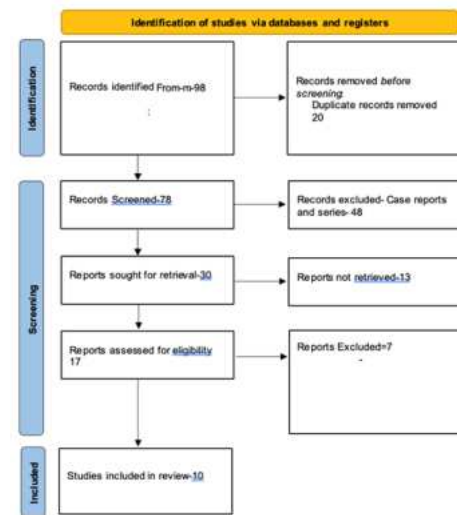 Identification of studies via databases and registers
Identification
Records identified From-m-98
:
Records removed before
screening:
Duplicate records removed
20
Screening
Records Screened-78
Records excluded- Case reports
and series- 48
Reports sought for retrieval-30
Reports not retrieved-13
Reports assessed for eligibility
17
Reports Excluded=7
-
Included
Studies included in review-10